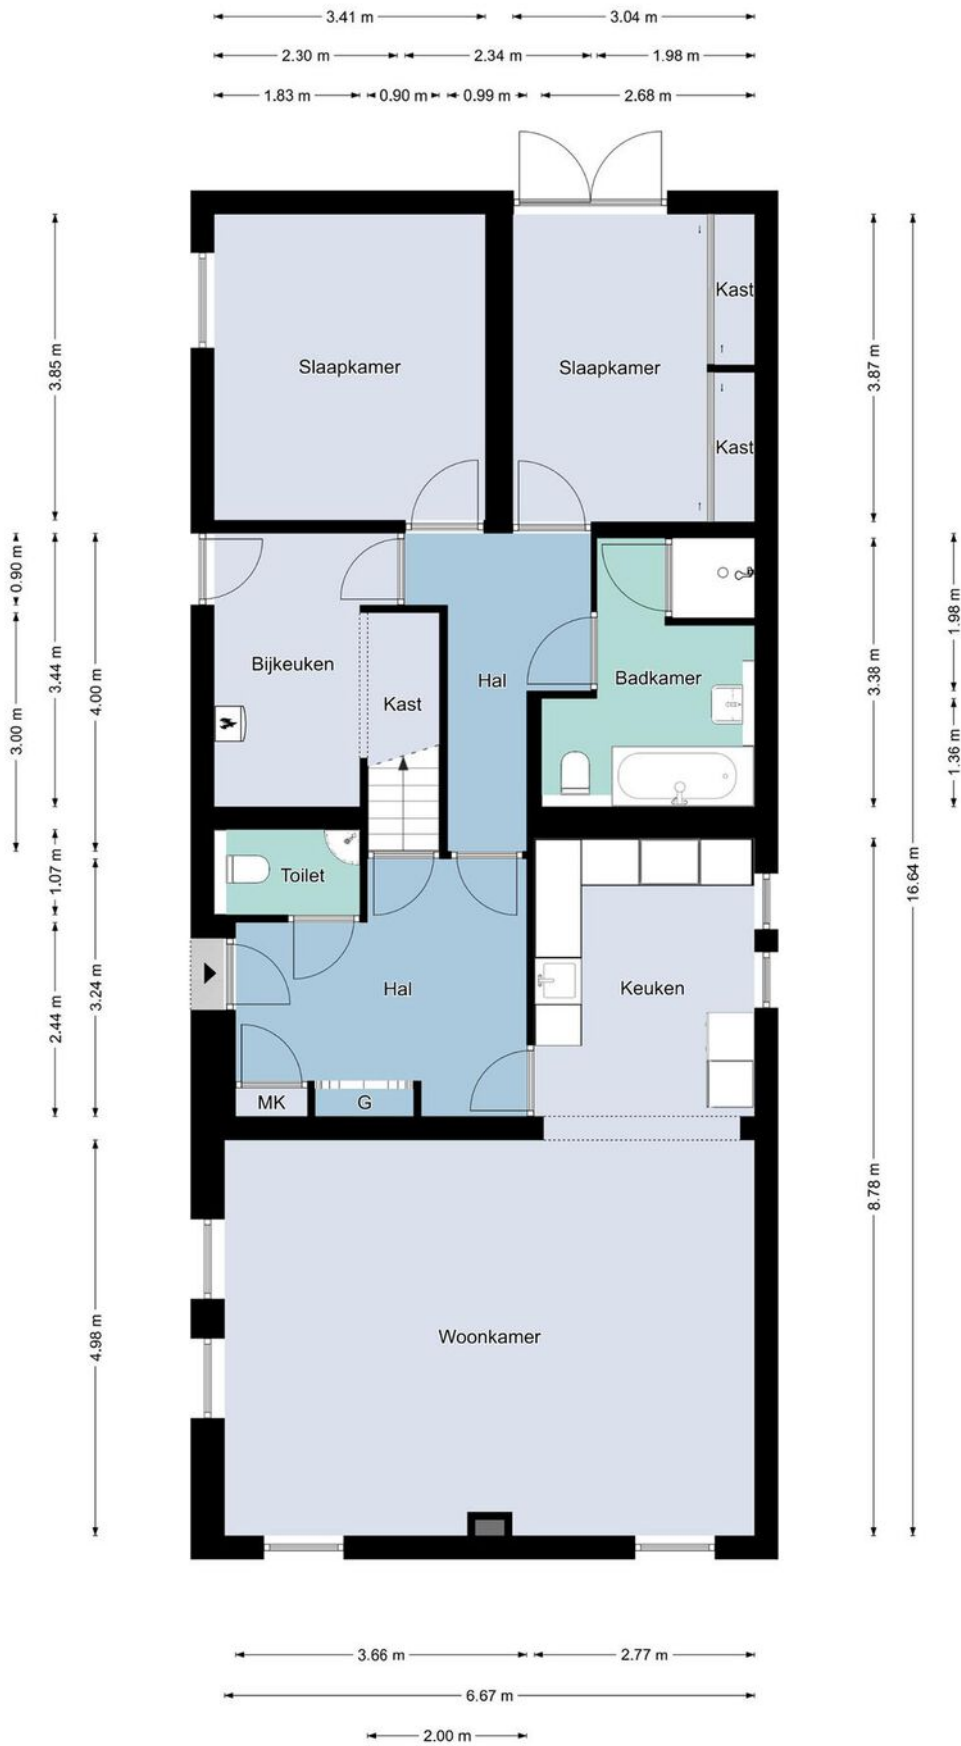 3.41 m 3.04 m
2.30 m 2.34 m 1.98 m
1.83 m 0.90 m 0.99 m 2.68 m
Kast
3.85 m
Slaapkamer
Slaapkamer
3.87 m
Kast
0.90 m
3.44 m
4.00 m
3.00 m
Bijkeuken
Kast
Hal
Badkamer
3.38 m
1.98 m
1.36 m
1.07 m
Toilet
16.64 m
2.44 m
3.24 m
Hal
Keuken
MK
G
8.78 m
4.98 m
Woonkamer
3.66 m 2.77 m
6.67 m
2.00 m